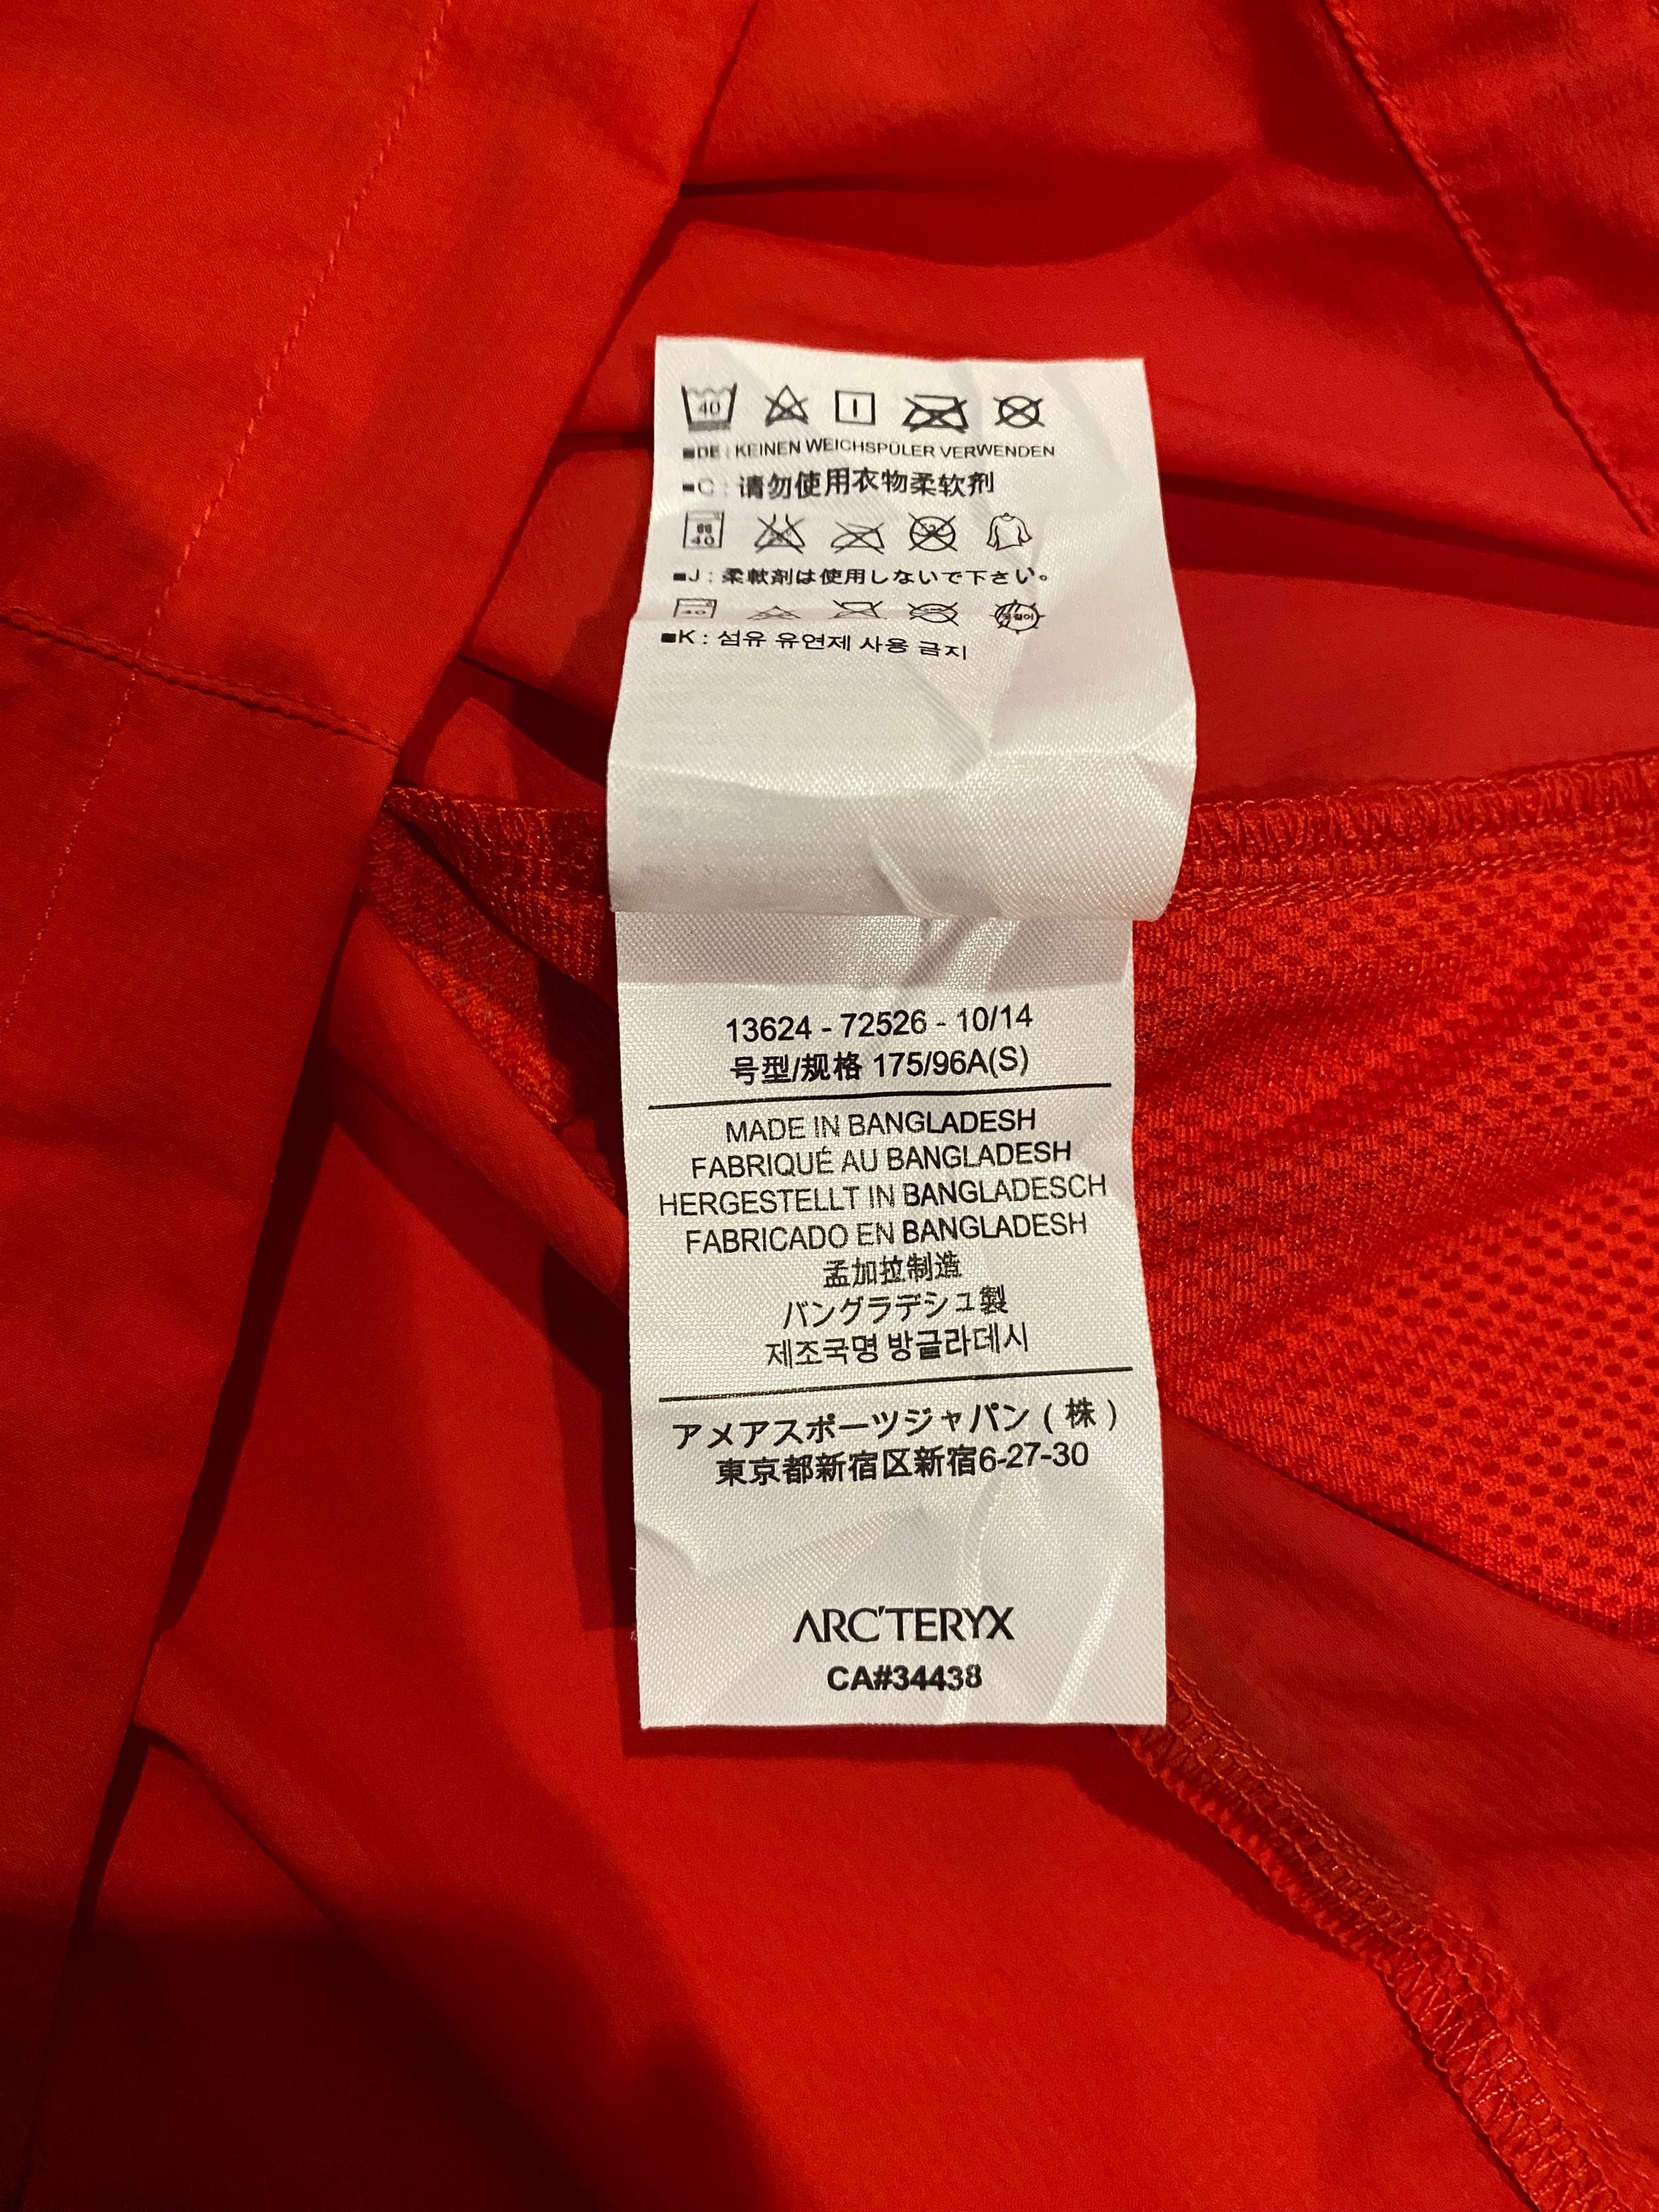 40
■DE : KEINEN WEICHSPÜLER VERWENDEN
■C : 请勿使用衣物柔软剂
40
■J : 柔軟剤は使用しないで下さい。
40
■K : 섬유 유연제 사용 금지
13624 - 72526 - 10/14
号型/规格 175/96A(S)
MADE IN BANGLADESH
FABRIQUÉ AU BANGLADESH
HERGESTELLT IN BANGLADESCH
FABRICADO EN BANGLADESH
孟加拉制造
バングラデシュ製
제조국명 방글라데시
アメアスポーツジャパン ( 株 )
東京都新宿区新宿6-27-30
ARC'TERYX
CA#34438